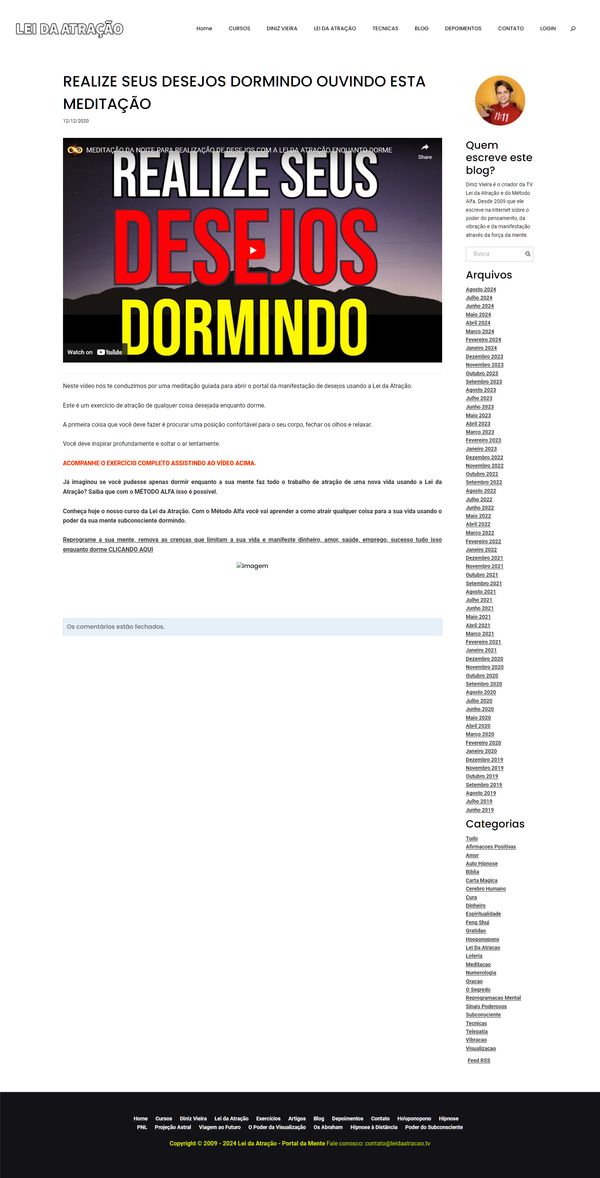 LEI DA ATRAÇÃO
Home CURSOS DINIZ VIEIRA LEI DA ATRAÇÃO TECNICAS BLOG DEPOIMENTOS CONTATO LOGIN
REALIZE SEUS DESEJOS DORMINDO OUVINDO ESTA
MEDITAÇÃO
12/12/2020
MEDITAÇÃO DA NOITE PARA REALIZAÇÃO DE DESEJOS COM A LEI DA ATRAÇÃO ENQUANTO DORME
Share
REALIZE SEUS
DESEJOS
DORMINDO
Watch on YouTube
Neste vídeo nós te conduzimos por uma meditação guiada para abrir o portal da manifestação de desejos usando a Lei da Atração.
Este é um exercício de atração de qualquer coisa desejada enquanto dorme.
A primeira coisa que você deve fazer é procurar uma posição confortável para o seu corpo, fechar os olhos e relaxar.
Você deve inspirar profundamente e soltar o ar lentamente.
ACOMPANHE O EXERCÍCIO COMPLETO ASSISTINDO AO VÍDEO ACIMA.
Já imaginou se você pudesse apenas dormir enquanto a sua mente faz todo o trabalho de atração de uma nova vida usando a Lei da
Atração? Saiba que com o MÉTODO ALFA isso é possível.
Conheça hoje o nosso curso da Lei da Atração. Com o Método Alfa você vai aprender a como atrair qualquer coisa para a sua vida usando o
poder da sua mente subconsciente dormindo.
Reprograme a sua mente, remova as crenças que limitam a sua vida e manifeste dinheiro, amor, saúde, emprego, sucesso tudo isso
enquanto dorme CLICANDO AQUI
Imagem
Os comentários estão fechados.
11:11
Quem
escreve este
blog?
Diniz Vieira é o criador da TV
Lei da Atração e do Método
Alfa. Desde 2009 que ele
escreve na Internet sobre o
poder do pensamento, da
vibração e da manifestação
através da força da mente.
Busca
Arquivos
Agosto 2024
Julho 2024
Junho 2024
Maio 2024
Abril 2024
Março 2024
Fevereiro 2024
Janeiro 2024
Dezembro 2023
Novembro 2023
Outubro 2023
Setembro 2023
Agosto 2023
Julho 2023
Junho 2023
Maio 2023
Abril 2023
Março 2023
Fevereiro 2023
Janeiro 2023
Dezembro 2022
Novembro 2022
Outubro 2022
Setembro 2022
Agosto 2022
Julho 2022
Junho 2022
Maio 2022
Abril 2022
Março 2022
Fevereiro 2022
Janeiro 2022
Dezembro 2021
Novembro 2021
Outubro 2021
Setembro 2021
Agosto 2021
Julho 2021
Junho 2021
Maio 2021
Abril 2021
Março 2021
Fevereiro 2021
Janeiro 2021
Dezembro 2020
Novembro 2020
Outubro 2020
Setembro 2020
Agosto 2020
Julho 2020
Junho 2020
Maio 2020
Abril 2020
Março 2020
Fevereiro 2020
Janeiro 2020
Dezembro 2019
Novembro 2019
Outubro 2019
Setembro 2019
Agosto 2019
Julho 2019
Junho 2019
Categorias
Tudo
Afirmacoes Positivas
Amor
Auto Hipnose
Biblia
Carta Magica
Cerebro Humano
Cura
Dinheiro
Espiritualidade
Feng Shui
Gratidao
Hooponopono
Lei Da Atracao
Loteria
Meditacao
Numerologia
Oracao
O Segredo
Reprogramacao Mental
Sinais Poderosos
Subconsciente
Tecnicas
Telepatia
Vibracao
Visualizacao
Feed RSS
Home Cursos Diniz Vieira Lei da Atração Exercícios Artigos Blog Depoimentos Contato Ho'oponopono Hipnose
PNL Projeção Astral Viagem ao Futuro O Poder da Visualização Os Abraham Hipnose à Distância Poder do Subconsciente
Copyright © 2009 - 2024 Lei da Atração - Portal da Mente Fale conosco: contato@leidaatracao.tv